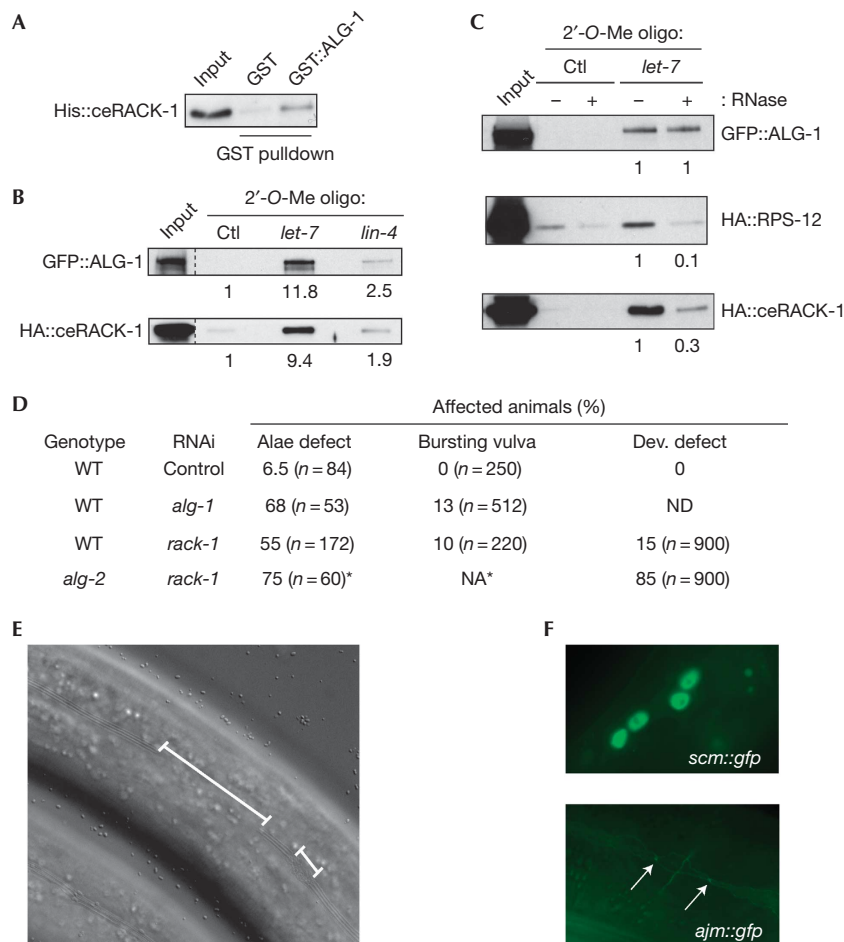 A
Input
GST
GST::ALG-1
His::ceRACK-1
GST pulldown
B
2′-O-Me oligo:
Input
Ctl
let-7
lin-4
GFP::ALG-1
1 11.8 2.5
HA::ceRACK-1
1 9.4 1.9
C
2′-O-Me oligo:
Ctl
let-7
Input
– + – + : RNase
GFP::ALG-1
1 1
HA::RPS-12
1 0.1
HA::ceRACK-1
1 0.3
D
Affected animals (%)
Genotype RNAi Alae defect Bursting vulva Dev. defect
WT Control 6.5 (n = 84) 0 (n = 250) 0
WT alg-1 68 (n = 53) 13 (n = 512) ND
WT rack-1 55 (n = 172) 10 (n = 220) 15 (n = 900)
alg-2 rack-1 75 (n = 60)* NA* 85 (n = 900)
E
F
scm::gfp
ajm::gfp